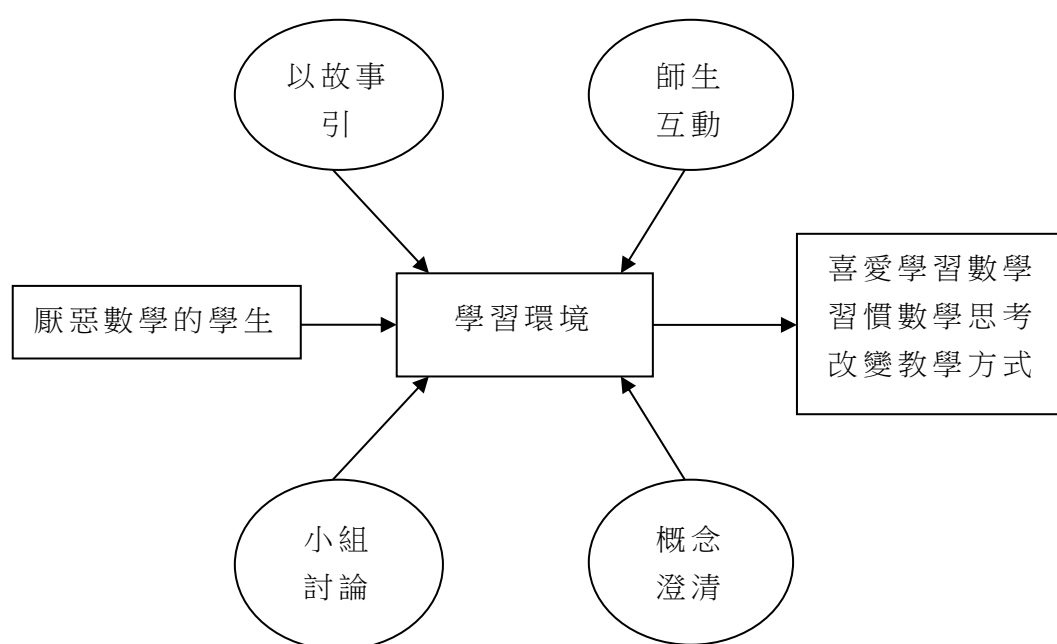 以故事
引
師生
互動
厭惡數學的學生
學習環境
喜愛學習數學
習慣數學思考
改變教學方式
小組
討論
概念
澄清